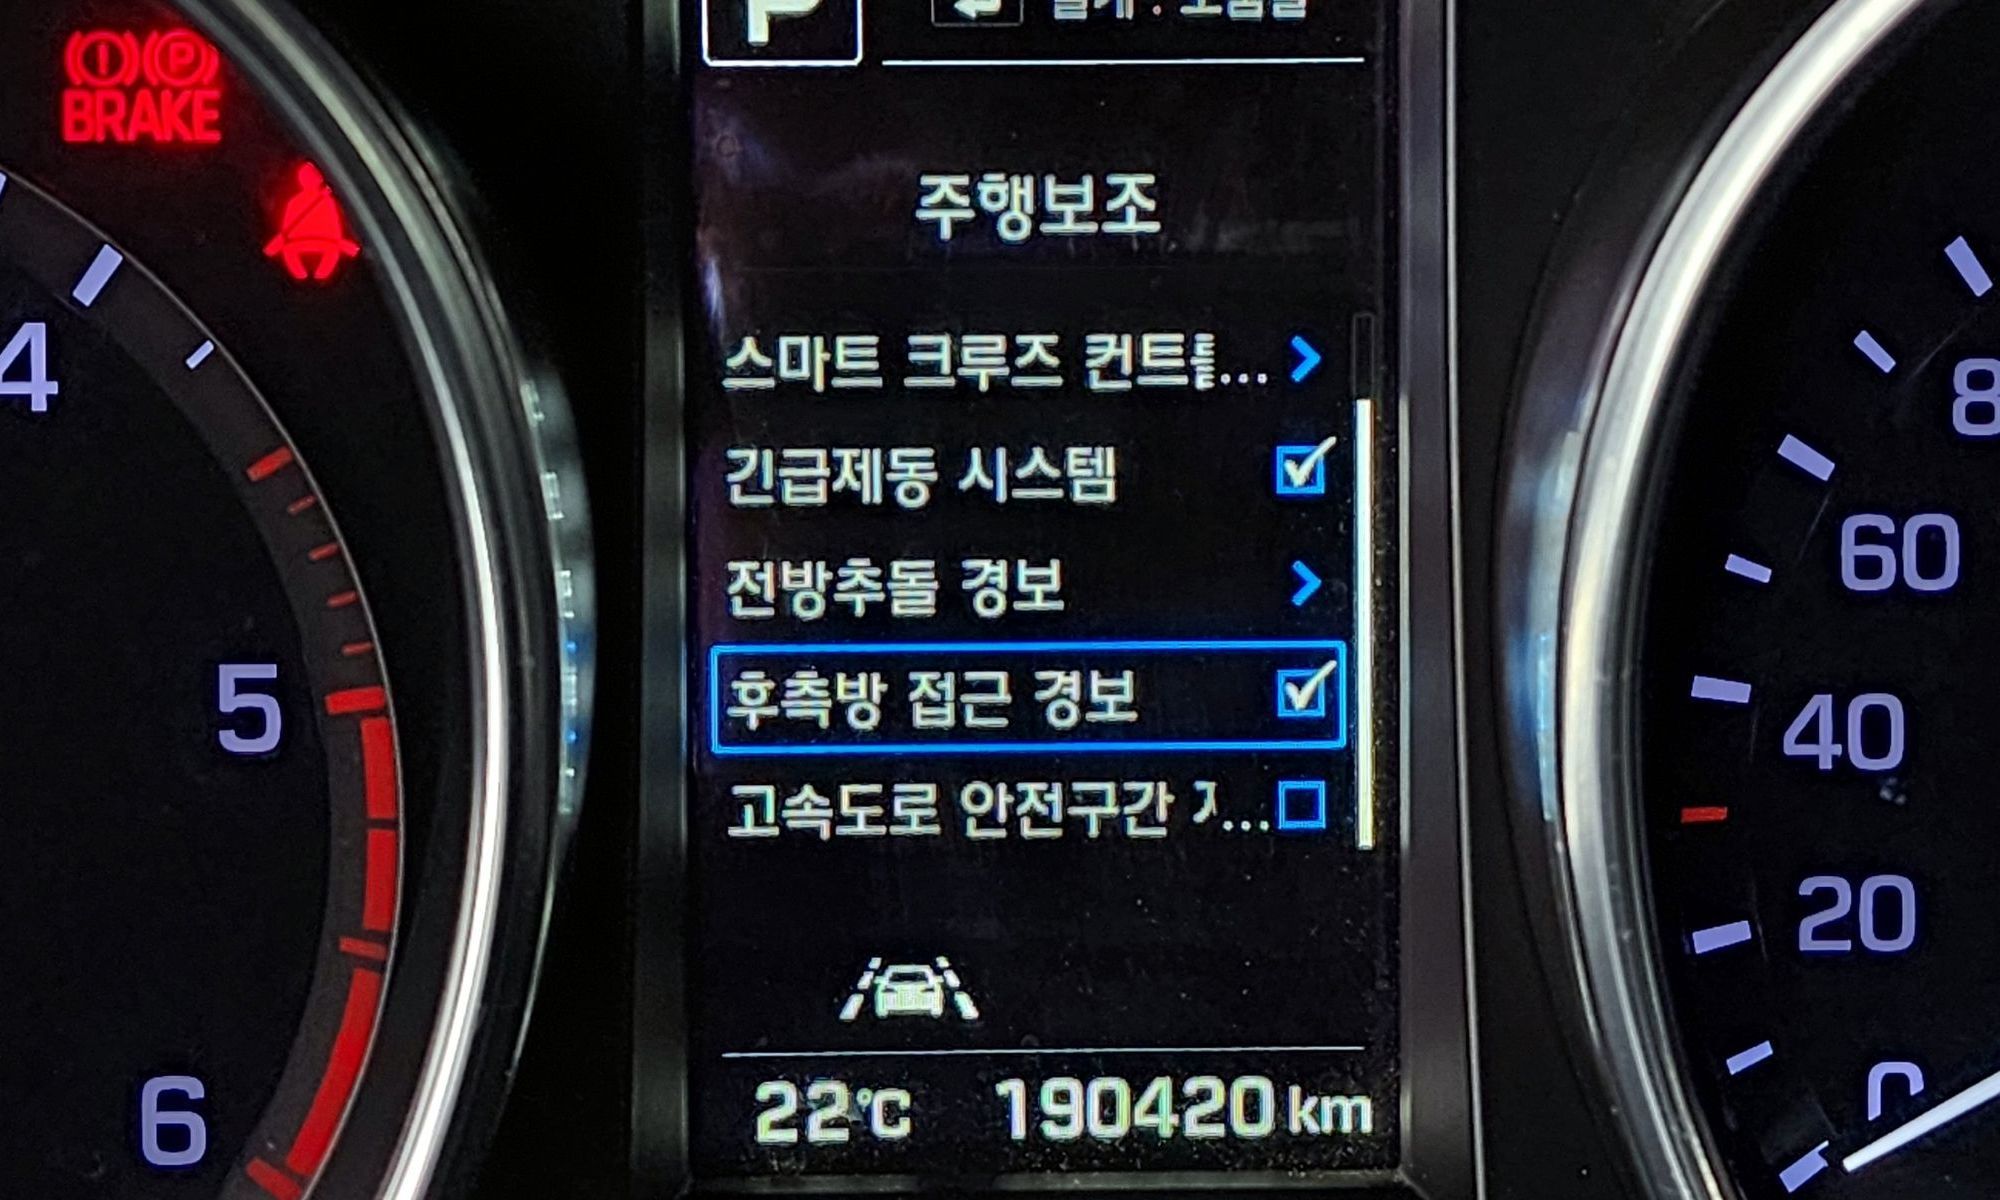 P
BRAKE
주행보조
스마트 크루즈 컨트롤...
긴급제동 시스템
전방추돌 경보
후측방 접근 경보
고속도로 안전구간 ...
22℃ 190420 km
4
5
6
8
60
40
20
0